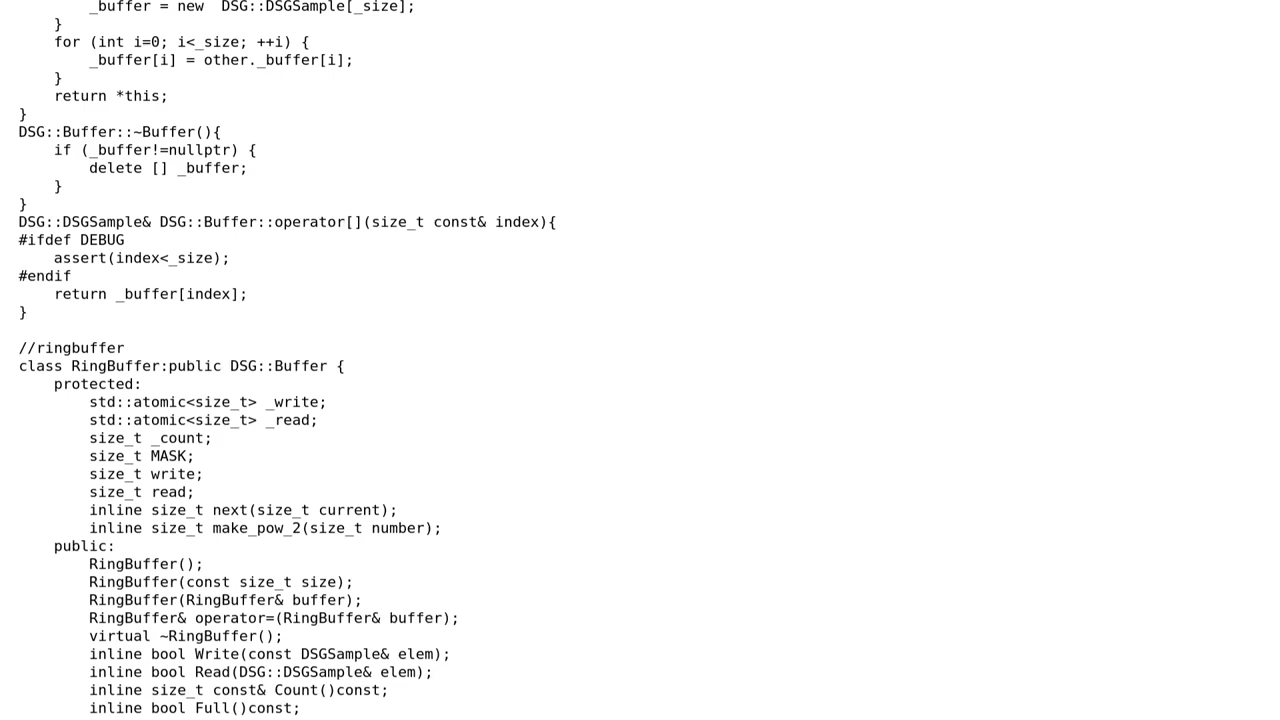 _buffer = new  DSG::DSGSample[_size];
    }
    for (int i=0; i<_size; ++i) {
        _buffer[i] = other._buffer[i];
    }
    return *this;
}
DSG::Buffer::~Buffer(){
    if (_buffer!=nullptr) {
        delete [] _buffer;
    }
}
DSG::DSGSample& DSG::Buffer::operator[](size_t const& index){
#ifdef DEBUG
    assert(index<_size);
#endif
    return _buffer[index];
}

//ringbuffer
class RingBuffer:public DSG::Buffer {
    protected:
        std::atomic<size_t> _write;
        std::atomic<size_t> _read;
        size_t _count;
        size_t MASK;
        size_t write;
        size_t read;
        inline size_t next(size_t current);
        inline size_t make_pow_2(size_t number);
    public:
        RingBuffer();
        RingBuffer(const size_t size);
        RingBuffer(RingBuffer& buffer);
        RingBuffer& operator=(RingBuffer& buffer);
        virtual ~RingBuffer();
        inline bool Write(const DSGSample& elem);
        inline bool Read(DSG::DSGSample& elem);
        inline size_t const& Count()const;
        inline bool Full()const;